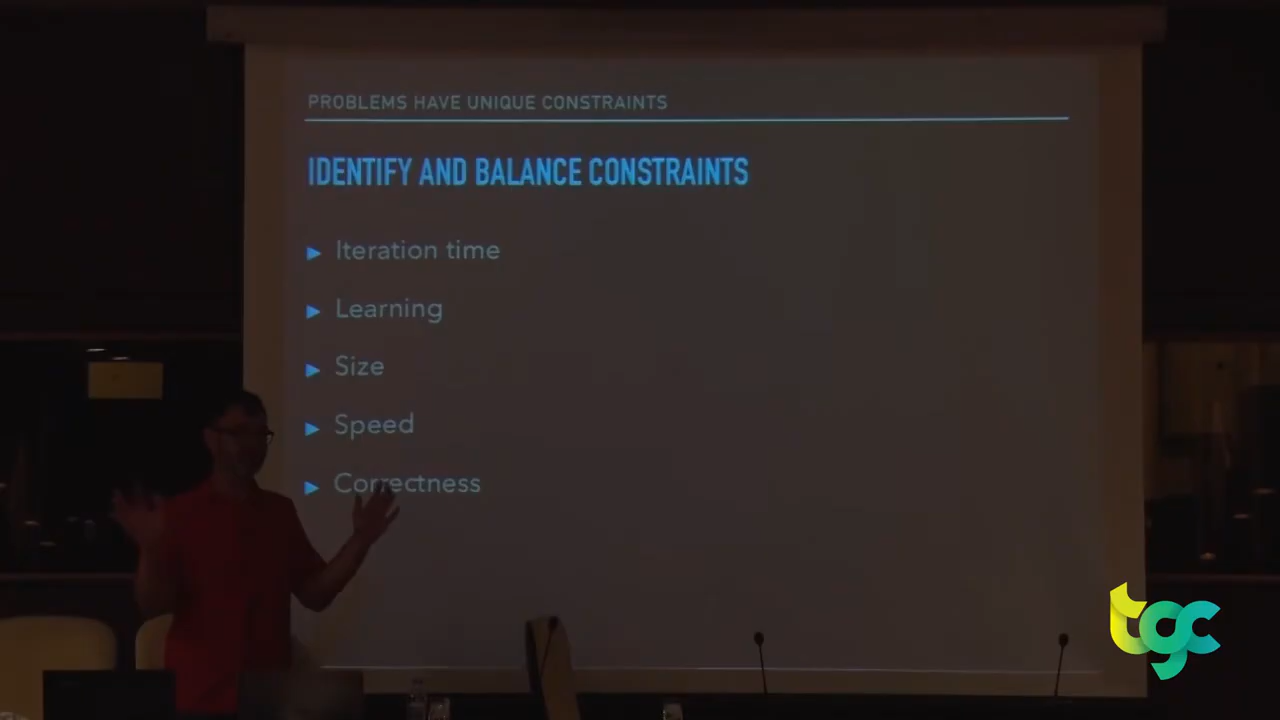 PROBLEMS HAVE UNIQUE CONSTRAINTS
IDENTIFY AND BALANCE CONSTRAINTS
▶ Iteration time
▶ Learning
▶ Size
▶ Speed
▶ Correctness
tgc